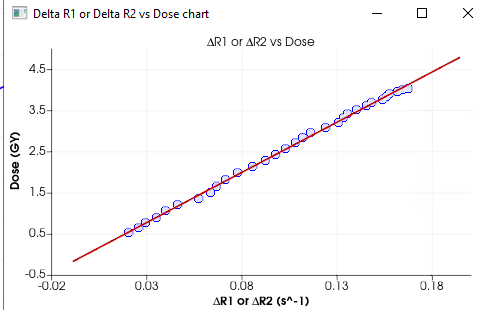 Delta R1 or Delta R2 vs Dose chart
ΔR1 or ΔR2 vs Dose
4.5
3.5
2.5
1.5
0.5
-0.5
Dose (GY)
-0.02 0.03 0.08 0.13 0.18
ΔR1 or ΔR2 (s^-1)